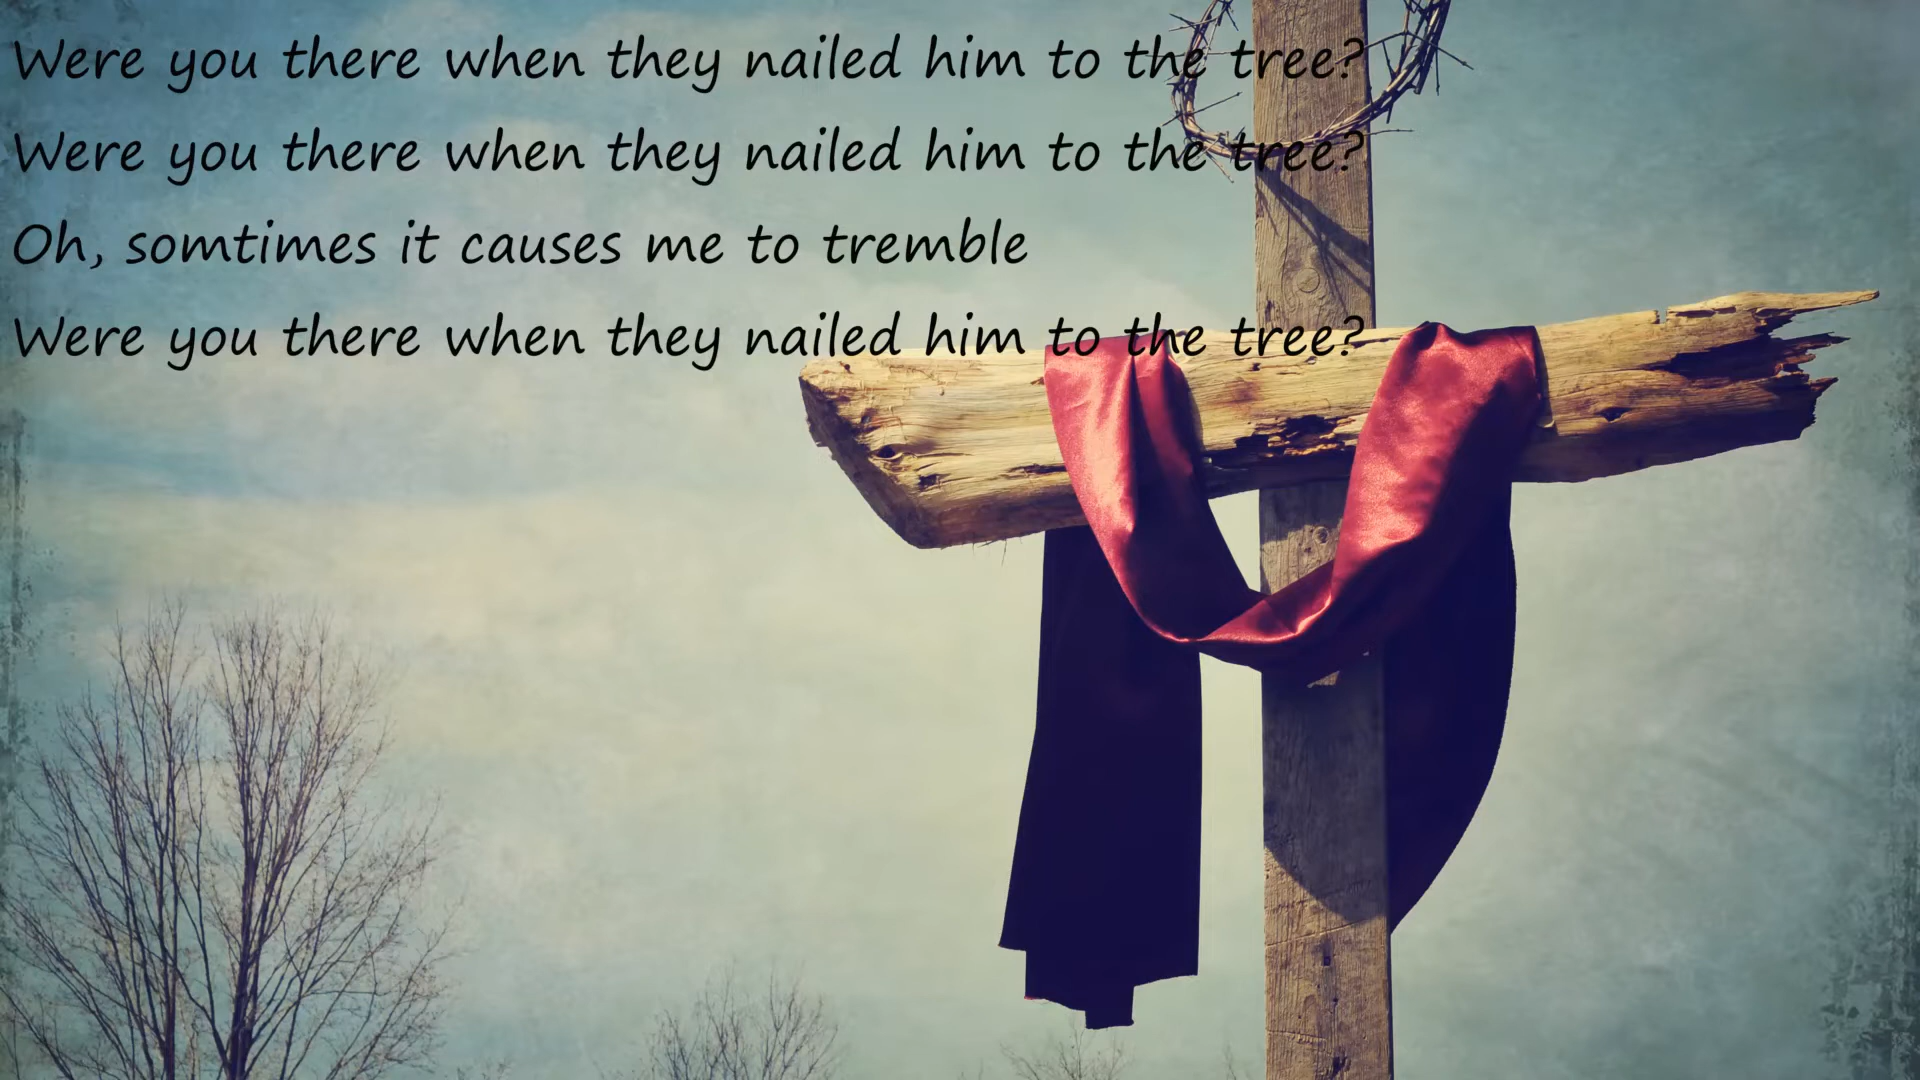 Were you there when they nailed him to the tree?
Were you there when they nailed him to the tree?
Oh, somtimes it causes me to tremble
Were you there when they nailed him to the tree?